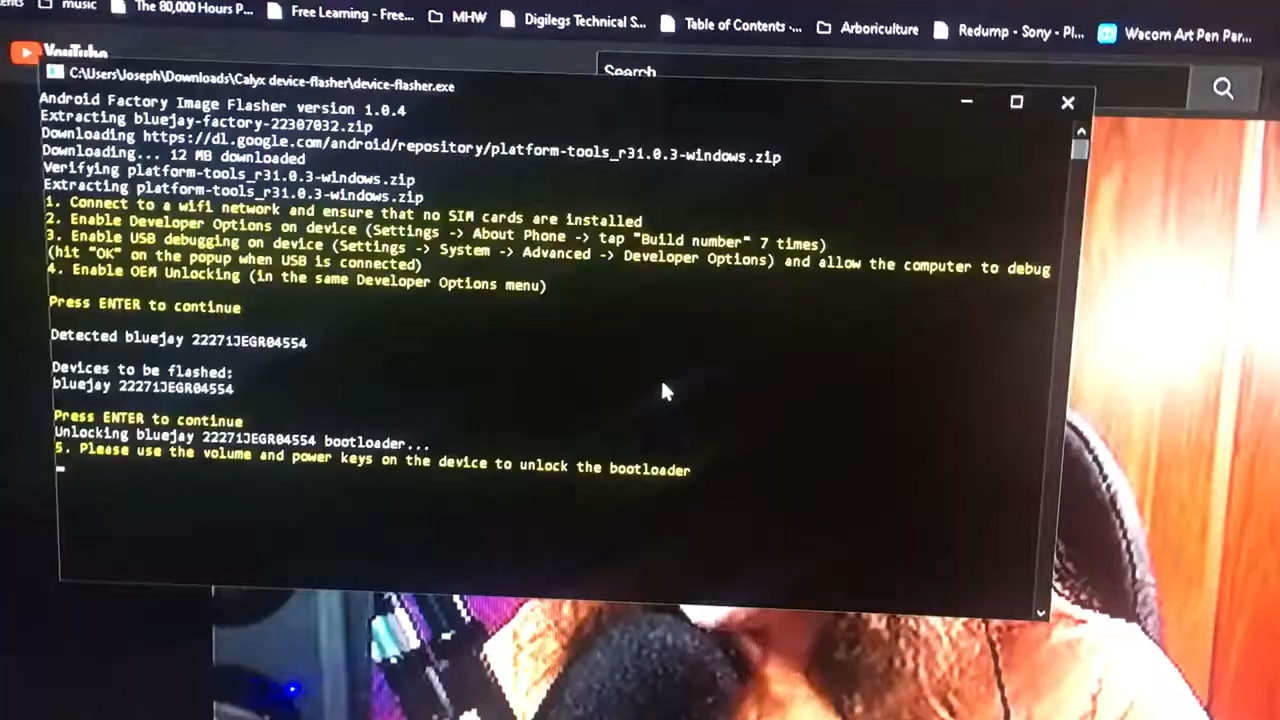 music The 80,000 Hours P... Free Learning - Free... MHW Digilegs Technical S... Table of Contents -... Arboriculture Redump - Sony - Pl... Wacom Art Pen Par...
YouTube
Search
C:\Users\Joseph\Downloads\Calyx device-flasher\device-flasher.exe
Android Factory Image Flasher version 1.0.4
Extracting bluejay-factory-22307032.zip
Downloading https://dl.google.com/android/repository/platform-tools_r31.0.3-windows.zip
Downloading... 12 MB downloaded
Verifying platform-tools_r31.0.3-windows.zip
Extracting platform-tools_r31.0.3-windows.zip
1. Connect to a wifi network and ensure that no SIM cards are installed
2. Enable Developer Options on device (Settings -> About Phone -> tap "Build number" 7 times)
3. Enable USB debugging on device (Settings -> System -> Advanced -> Developer Options) and allow the computer to debug
(hit "OK" on the popup when USB is connected)
4. Enable OEM Unlocking (in the same Developer Options menu)
Press ENTER to continue
Detected bluejay 22271JEGR04554
Devices to be flashed:
bluejay 22271JEGR04554
Press ENTER to continue
Unlocking bluejay 22271JEGR04554 bootloader...
5. Please use the volume and power keys on the device to unlock the bootloader